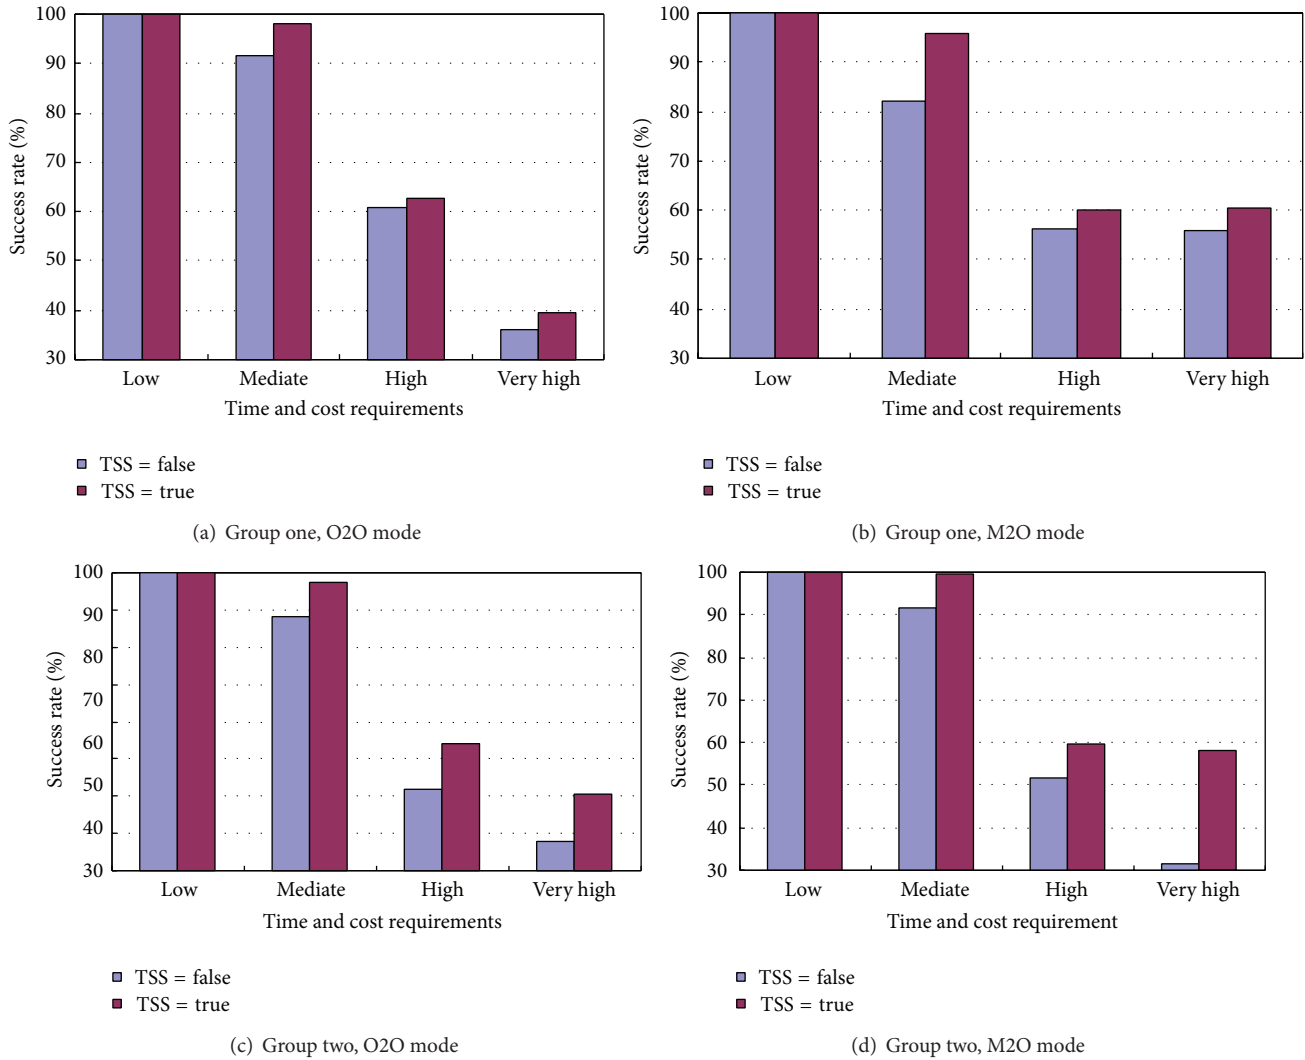 100
90
80
70
60
50
40
30
Success rate (%)
Low Mediate High Very high
Time and cost requirements
TSS = false
TSS = true
(a) Group one, O2O mode
100
90
80
70
60
50
40
30
Success rate (%)
Low Mediate High Very high
Time and cost requirements
TSS = false
TSS = true
(b) Group one, M2O mode
100
90
80
70
60
50
40
30
Success rate (%)
Low Mediate High Very high
Time and cost requirements
TSS = false
TSS = true
(c) Group two, O2O mode
100
90
80
70
60
50
40
30
Success rate (%)
Low Mediate High Very high
Time and cost requirement
TSS = false
TSS = true
(d) Group two, M2O mode